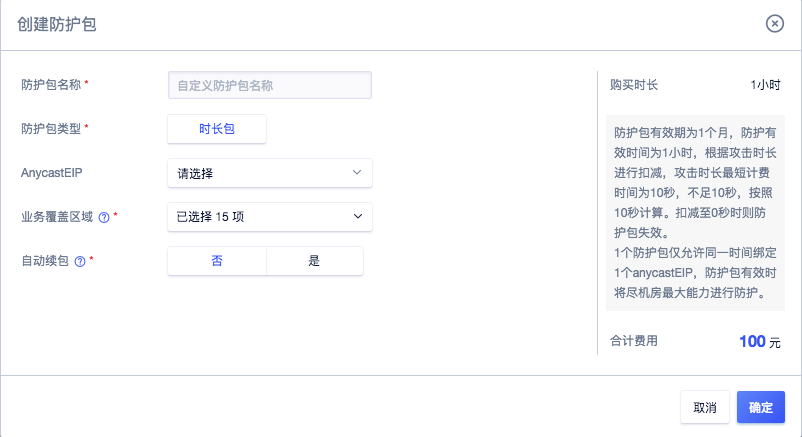 创建防护包
防护包名称 *
自定义防护包名称
防护包类型 *
时长包
AnycastEIP
请选择
业务覆盖区域 ? *
已选择 15 项
自动续包 ? *
否
是
购买时长
1小时
防护包有效期为1个月，防护有
效时间为1小时，根据攻击时长
进行扣减，攻击时长最短计费
时间为10秒，不足10秒，按照
10秒计算。扣减至0秒时则防
护包失效。
1个防护包仅允许同一时间绑定
1个anycastEIP，防护包有效时
将尽机房最大能力进行防护。
合计费用
100 元
取消
确定